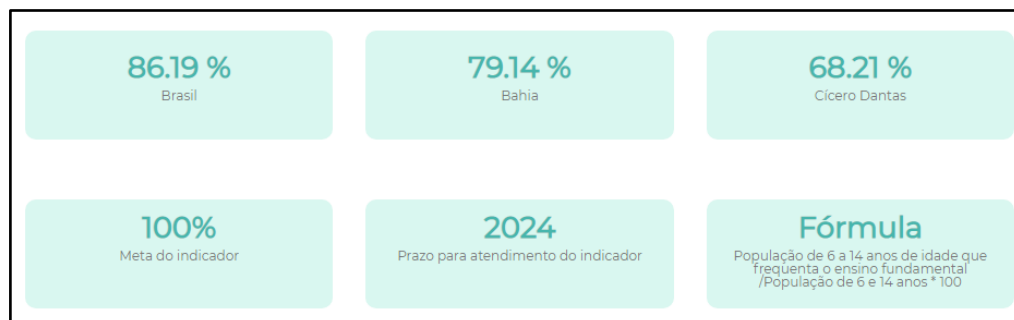 86.19 %
Brasil
79.14 %
Bahia
68.21 %
Cícero Dantas
100%
Meta do indicador
2024
Prazo para atendimento do indicador
Fórmula
População de 6 a 14 anos de idade que
frequenta o ensino fundamental
/População de 6 e 14 anos * 100